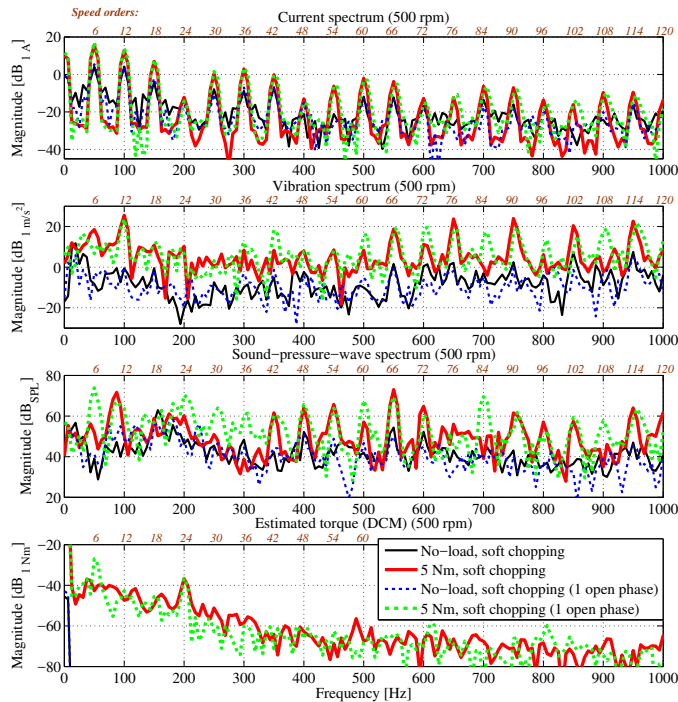 Speed orders:
Current spectrum (500 rpm)
6 12 18 24 30 36 42 48 54 60 66 72 78 84 90 96 102 108 114 120
Magnitude [dB 1 A]
20
0
−20
−40
0 100 200 300 400 500 600 700 800 900 1000
Vibration spectrum (500 rpm)
6 12 18 24 30 36 42 48 54 60 66 72 78 84 90 96 102 108 114 120
Magnitude [dB 1 m/s²]
20
0
−20
0 100 200 300 400 500 600 700 800 900 1000
Sound−pressure−wave spectrum (500 rpm)
6 12 18 24 30 36 42 48 54 60 66 72 78 84 90 96 102 108 114 120
Magnitude [dB SPL]
80
60
40
20
0 100 200 300 400 500 600 700 800 900 1000
Estimated torque (DCM) (500 rpm)
6 12 18 24 30 36 42 48 54 60
Magnitude [dB 1 Nm]
−20
−40
−60
−80
No−load, soft chopping
5 Nm, soft chopping
No−load, soft chopping (1 open phase)
5 Nm, soft chopping (1 open phase)
0 100 200 300 400 500 600 700 800 900 1000
Frequency [Hz]